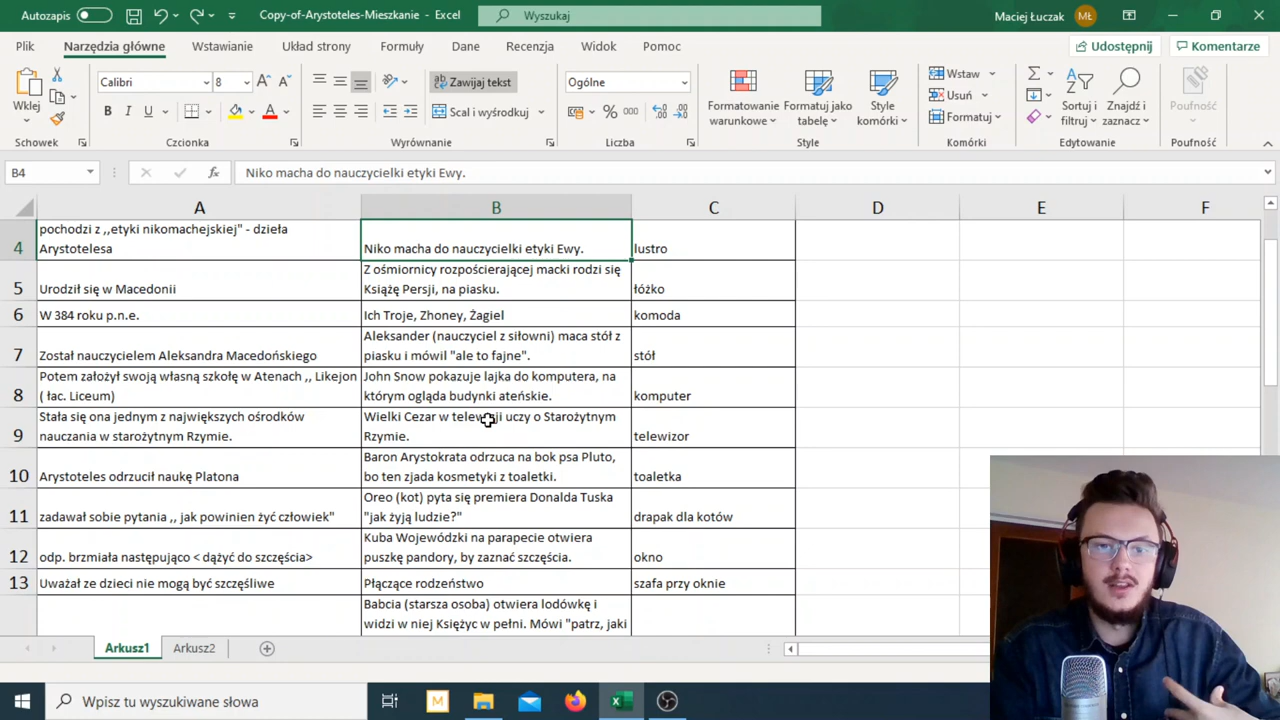 Autozapis
Copy-of-Arystoteles-Mieszkanie - Excel
Wyszukaj
Maciej Łuczak
MŁ
Plik
Narzędzia główne
Wstawianie
Układ strony
Formuły
Dane
Recenzja
Widok
Pomoc
Udostępnij
Komentarze
Wklej
Calibri
8
B I U
Zawijaj tekst
Scal i wyśrodkuj
Ogólne
% 000
Formatowanie warunkowe
Formatuj jako tabelę
Style komórki
Wstaw
Usuń
Formatuj
Sortuj i filtruj
Znajdź i zaznacz
Poufność
Schowek
Czcionka
Wyrównanie
Liczba
Style
Komórki
Edytowanie
Poufność
B4
fx
Niko macha do nauczycielki etyki Ewy.
A B C D E F
4
pochodzi z ,,etyki nikomachejskiej" - dzieła
Arystotelesa
Niko macha do nauczycielki etyki Ewy.
lustro
5
Urodził się w Macedonii
Z ośmiornicy rozpościerającej macki rodzi się
Książę Persji, na piasku.
łóżko
6
W 384 roku p.n.e.
Ich Troje, Zhoney, Żagiel
komoda
7
Został nauczycielem Aleksandra Macedońskiego
Aleksander (nauczyciel z siłowni) maca stół z
piasku i mówil "ale to fajne".
stół
8
Potem założył swoją własną szkołę w Atenach ,, Likejon
( łac. Liceum)
John Snow pokazuje lajka do komputera, na
którym ogląda budynki ateńskie.
komputer
9
Stała się ona jednym z największych ośrodków
nauczania w starożytnym Rzymie.
Wielki Cezar w telewizji uczy o Starożytnym
Rzymie.
telewizor
10
Arystoteles odrzucił naukę Platona
Baron Arystokrata odrzuca na bok psa Pluto,
bo ten zjada kosmetyki z toaletki.
toaletka
11
zadawał sobie pytania ,, jak powinien żyć człowiek"
Oreo (kot) pyta się premiera Donalda Tuska
"jak żyją ludzie?"
drapak dla kotów
12
odp. brzmiała następująco < dążyć do szczęścia>
Kuba Wojewódzki na parapecie otwiera
puszkę pandory, by zaznać szczęścia.
okno
13
Uważał ze dzieci nie mogą być szczęśliwe
Płączące rodzeństwo
szafa przy oknie
Babcia (starsza osoba) otwiera lodówkę i
widzi w niej Księżyc w pełni. Mówi "patrz, jaki
Arkusz1
Arkusz2
Wpisz tu wyszukiwane słowa